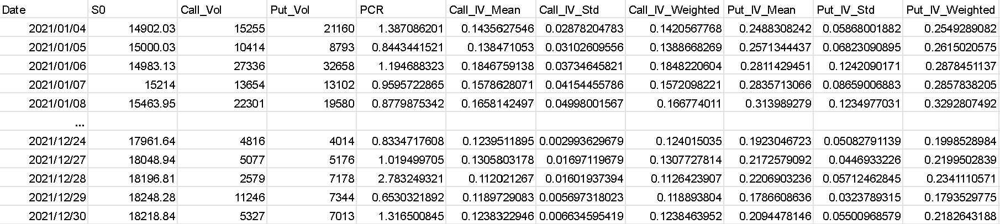 Date S0 Call_Vol Put_Vol PCR Call_IV_Mean Call_IV_Std Call_IV_Weighted Put_IV_Mean Put_IV_Std Put_IV_Weighted
2021/01/04 14902.03 15255 21160 1.387086201 0.1435627546 0.02878204783 0.1420567768 0.2488308242 0.05868001882 0.2549289082
2021/01/05 15000.03 10414 8793 0.8443441521 0.138471053 0.03102609556 0.1388668269 0.2571344437 0.06823090895 0.2615020575
2021/01/06 14983.13 27336 32658 1.194688323 0.1846759138 0.03734645821 0.1848220604 0.2811429451 0.1242090171 0.2878451137
2021/01/07 15214 13654 13102 0.9595722865 0.1578628071 0.04154455786 0.1572098221 0.2835713066 0.08659006883 0.2857838205
2021/01/08 15463.95 22301 19580 0.8779875342 0.1658142497 0.04998001567 0.166774011 0.313989279 0.1234977031 0.3292807492
...
2021/12/24 17961.64 4816 4014 0.8334717608 0.1239511895 0.002993629679 0.124015035 0.1923046723 0.05082791139 0.1998528984
2021/12/27 18048.94 5077 5176 1.019499705 0.1305803178 0.01697119679 0.1307727814 0.2172579092 0.0446933226 0.2199502839
2021/12/28 18196.81 2579 7178 2.783249321 0.112021267 0.01601937394 0.1126423907 0.2206903236 0.05712462845 0.2341110571
2021/12/29 18248.28 11246 7344 0.6530321892 0.1189729083 0.005697318023 0.118893804 0.1786608636 0.0323789315 0.1793529775
2021/12/30 18218.84 5327 7013 1.316500845 0.1238322946 0.006634595419 0.1238463952 0.2094478146 0.05500968579 0.2182643188